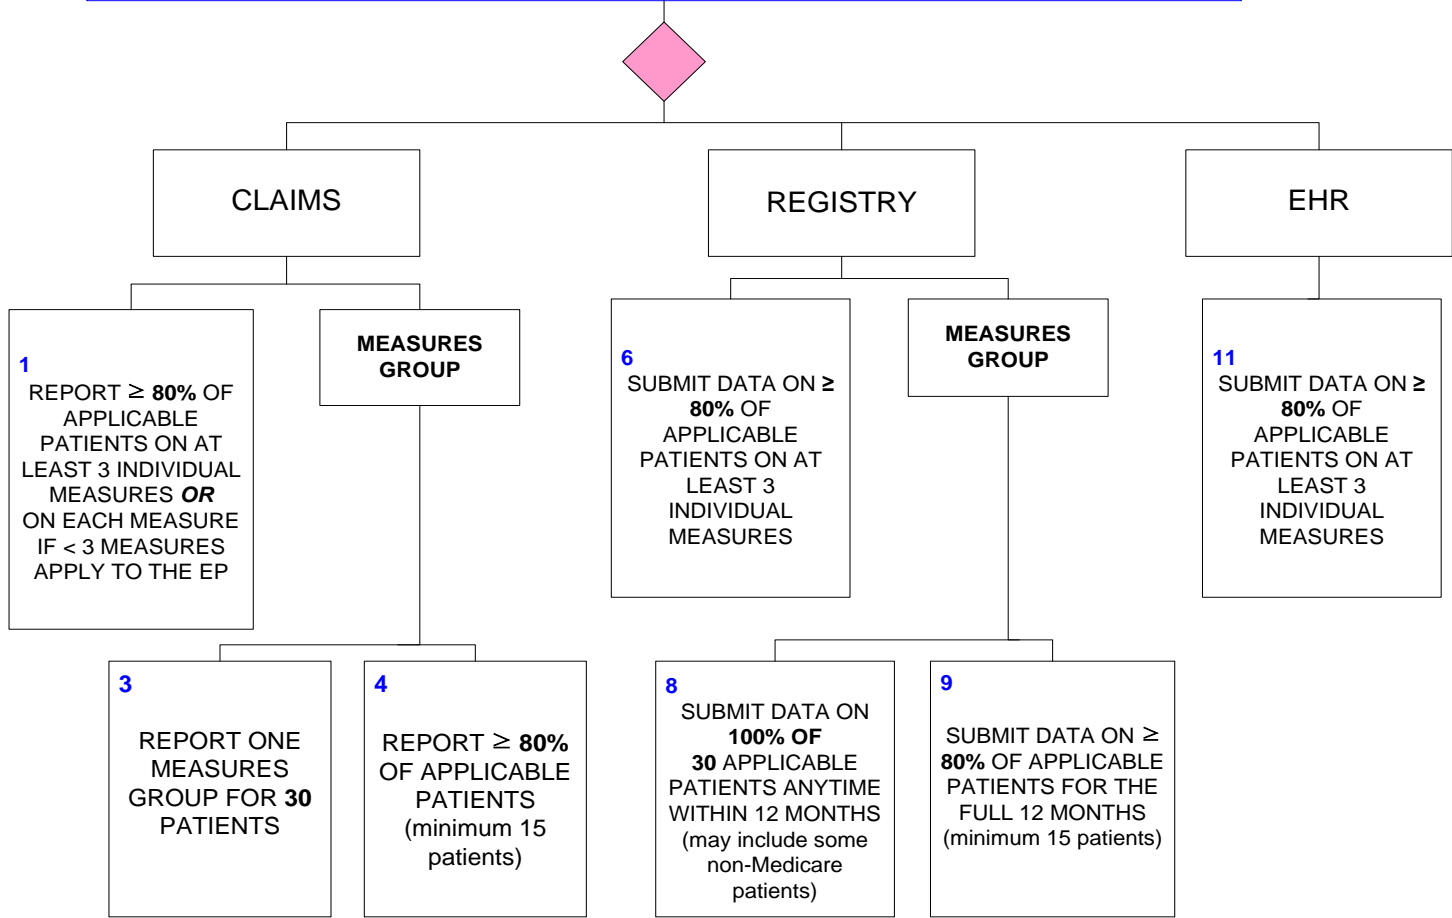 CLAIMS
REGISTRY
EHR
1
REPORT ≥ 80% OF
APPLICABLE
PATIENTS ON AT
LEAST 3 INDIVIDUAL
MEASURES OR
ON EACH MEASURE
IF < 3 MEASURES
APPLY TO THE EP
MEASURES
GROUP
6
SUBMIT DATA ON ≥
80% OF
APPLICABLE
PATIENTS ON AT
LEAST 3
INDIVIDUAL
MEASURES
MEASURES
GROUP
11
SUBMIT DATA ON ≥
80% OF
APPLICABLE
PATIENTS ON AT
LEAST 3
INDIVIDUAL
MEASURES
3
REPORT ONE
MEASURES
GROUP FOR 30
PATIENTS
4
REPORT ≥ 80%
OF APPLICABLE
PATIENTS
(minimum 15
patients)
8
SUBMIT DATA ON
100% OF
30 APPLICABLE
PATIENTS ANYTIME
WITHIN 12 MONTHS
(may include some
non-Medicare
patients)
9
SUBMIT DATA ON ≥
80% OF APPLICABLE
PATIENTS FOR THE
FULL 12 MONTHS
(minimum 15 patients)